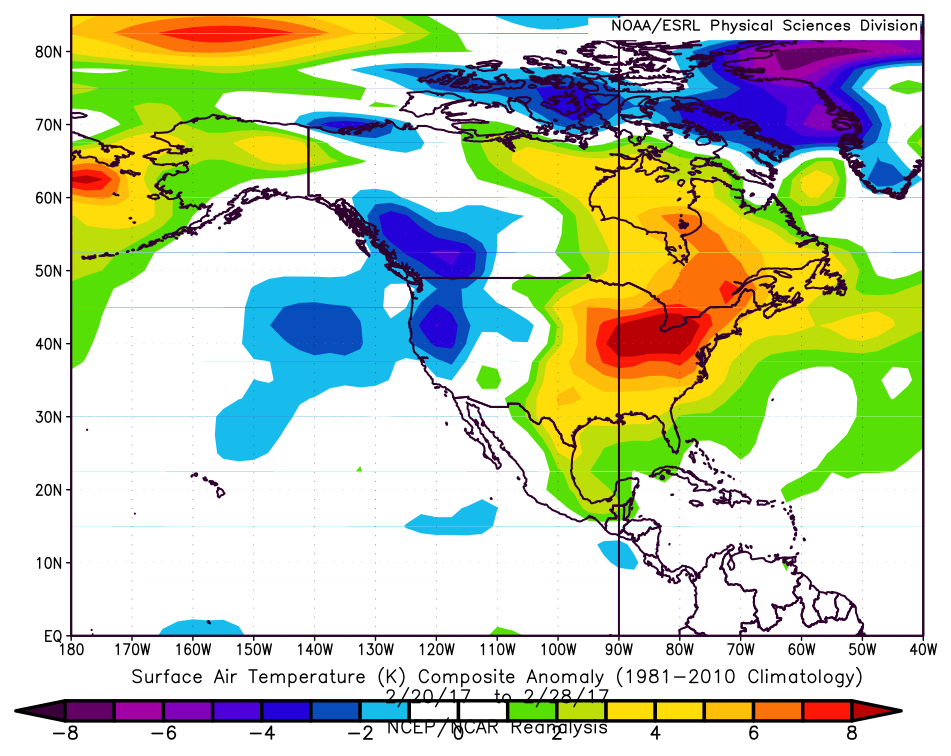 NOAA/ESRL Physical Sciences Division
80N
70N
60N
50N
40N
30N
20N
10N
EQ
180 170W 160W 150W 140W 130W 120W 110W 100W 90W 80W 70W 60W 50W 40W
Surface Air Temperature (K) Composite Anomaly (1981-2010 Climatology)
2/20/17 to 2/28/17
-8 -6 -4 -2 0 2 4 6 8
NCEP/NCAR Reanalysis